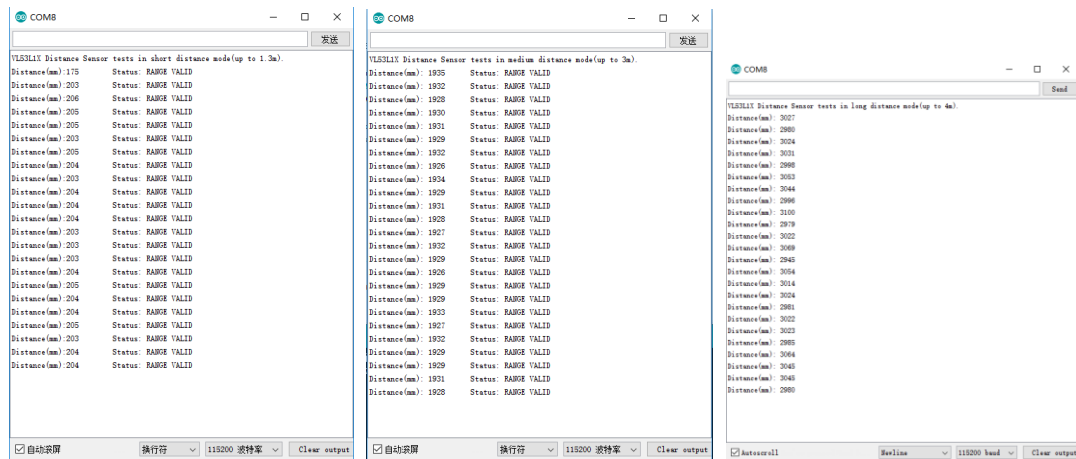 COM8
发送
VL53L1X Distance Sensor tests in short distance mode(up to 1.3m).
Distance(mm):175 Status: RANGE VALID
Distance(mm):203 Status: RANGE VALID
Distance(mm):206 Status: RANGE VALID
Distance(mm):205 Status: RANGE VALID
Distance(mm):205 Status: RANGE VALID
Distance(mm):203 Status: RANGE VALID
Distance(mm):205 Status: RANGE VALID
Distance(mm):204 Status: RANGE VALID
Distance(mm):203 Status: RANGE VALID
Distance(mm):204 Status: RANGE VALID
Distance(mm):204 Status: RANGE VALID
Distance(mm):204 Status: RANGE VALID
Distance(mm):203 Status: RANGE VALID
Distance(mm):203 Status: RANGE VALID
Distance(mm):203 Status: RANGE VALID
Distance(mm):204 Status: RANGE VALID
Distance(mm):205 Status: RANGE VALID
Distance(mm):204 Status: RANGE VALID
Distance(mm):204 Status: RANGE VALID
Distance(mm):205 Status: RANGE VALID
Distance(mm):203 Status: RANGE VALID
Distance(mm):204 Status: RANGE VALID
Distance(mm):204 Status: RANGE VALID
自动滚屏 换行符 115200 波特率 Clear output
COM8
发送
VL53L1X Distance Sensor tests in medium distance mode(up to 3m).
Distance(mm): 1935 Status: RANGE VALID
Distance(mm): 1932 Status: RANGE VALID
Distance(mm): 1928 Status: RANGE VALID
Distance(mm): 1930 Status: RANGE VALID
Distance(mm): 1931 Status: RANGE VALID
Distance(mm): 1929 Status: RANGE VALID
Distance(mm): 1932 Status: RANGE VALID
Distance(mm): 1926 Status: RANGE VALID
Distance(mm): 1934 Status: RANGE VALID
Distance(mm): 1929 Status: RANGE VALID
Distance(mm): 1931 Status: RANGE VALID
Distance(mm): 1928 Status: RANGE VALID
Distance(mm): 1927 Status: RANGE VALID
Distance(mm): 1932 Status: RANGE VALID
Distance(mm): 1929 Status: RANGE VALID
Distance(mm): 1926 Status: RANGE VALID
Distance(mm): 1929 Status: RANGE VALID
Distance(mm): 1929 Status: RANGE VALID
Distance(mm): 1933 Status: RANGE VALID
Distance(mm): 1927 Status: RANGE VALID
Distance(mm): 1932 Status: RANGE VALID
Distance(mm): 1929 Status: RANGE VALID
Distance(mm): 1929 Status: RANGE VALID
Distance(mm): 1931 Status: RANGE VALID
Distance(mm): 1928 Status: RANGE VALID
自动滚屏 换行符 115200 波特率 Clear output
COM8
Send
VL53L1X Distance Sensor tests in long distance mode(up to 4m).
Distance(mm): 3027
Distance(mm): 2980
Distance(mm): 3024
Distance(mm): 3031
Distance(mm): 2998
Distance(mm): 3053
Distance(mm): 3044
Distance(mm): 2996
Distance(mm): 3100
Distance(mm): 2979
Distance(mm): 3022
Distance(mm): 3069
Distance(mm): 2945
Distance(mm): 3054
Distance(mm): 3014
Distance(mm): 3024
Distance(mm): 2981
Distance(mm): 3022
Distance(mm): 3023
Distance(mm): 2985
Distance(mm): 3064
Distance(mm): 3045
Distance(mm): 3045
Distance(mm): 2980
Autoscroll Newline 115200 baud Clear output